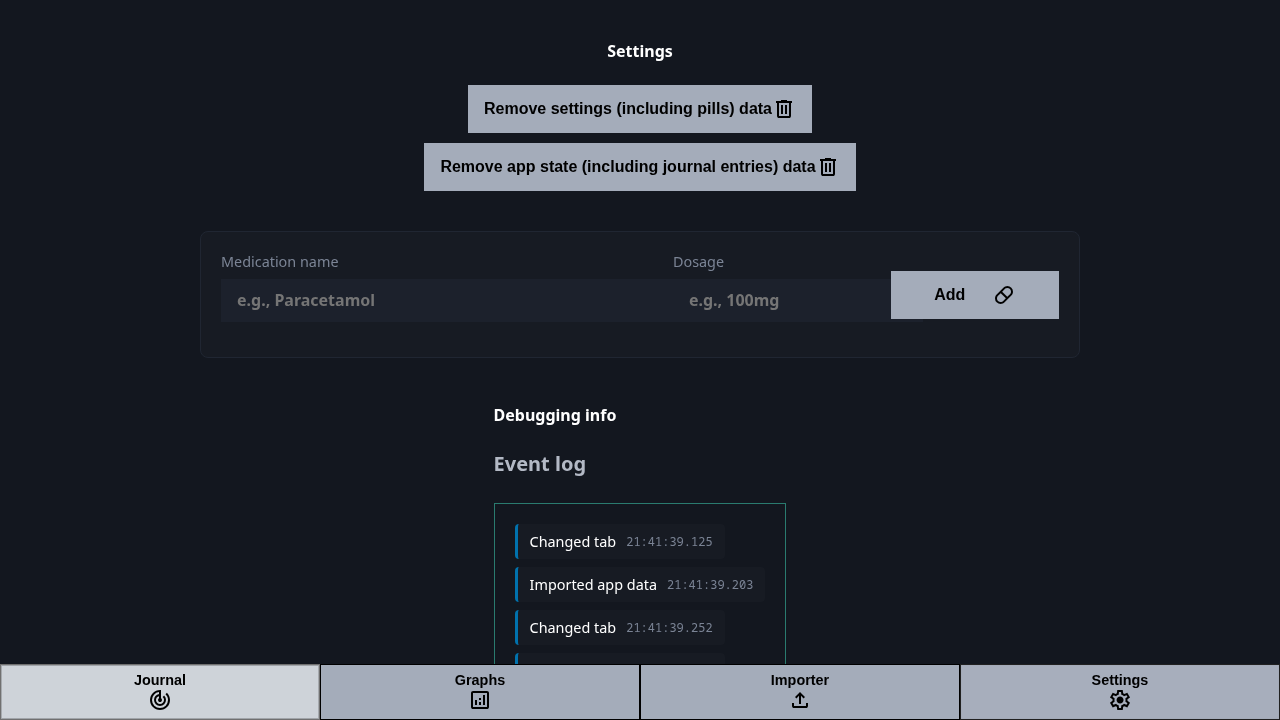 Settings
Remove settings (including pills) data
Remove app state (including journal entries) data
Medication name
Dosage
e.g., Paracetamol
e.g., 100mg
Add
Debugging info
Event log
Changed tab 21:41:39.125
Imported app data 21:41:39.203
Changed tab 21:41:39.252
Journal
Graphs
Importer
Settings